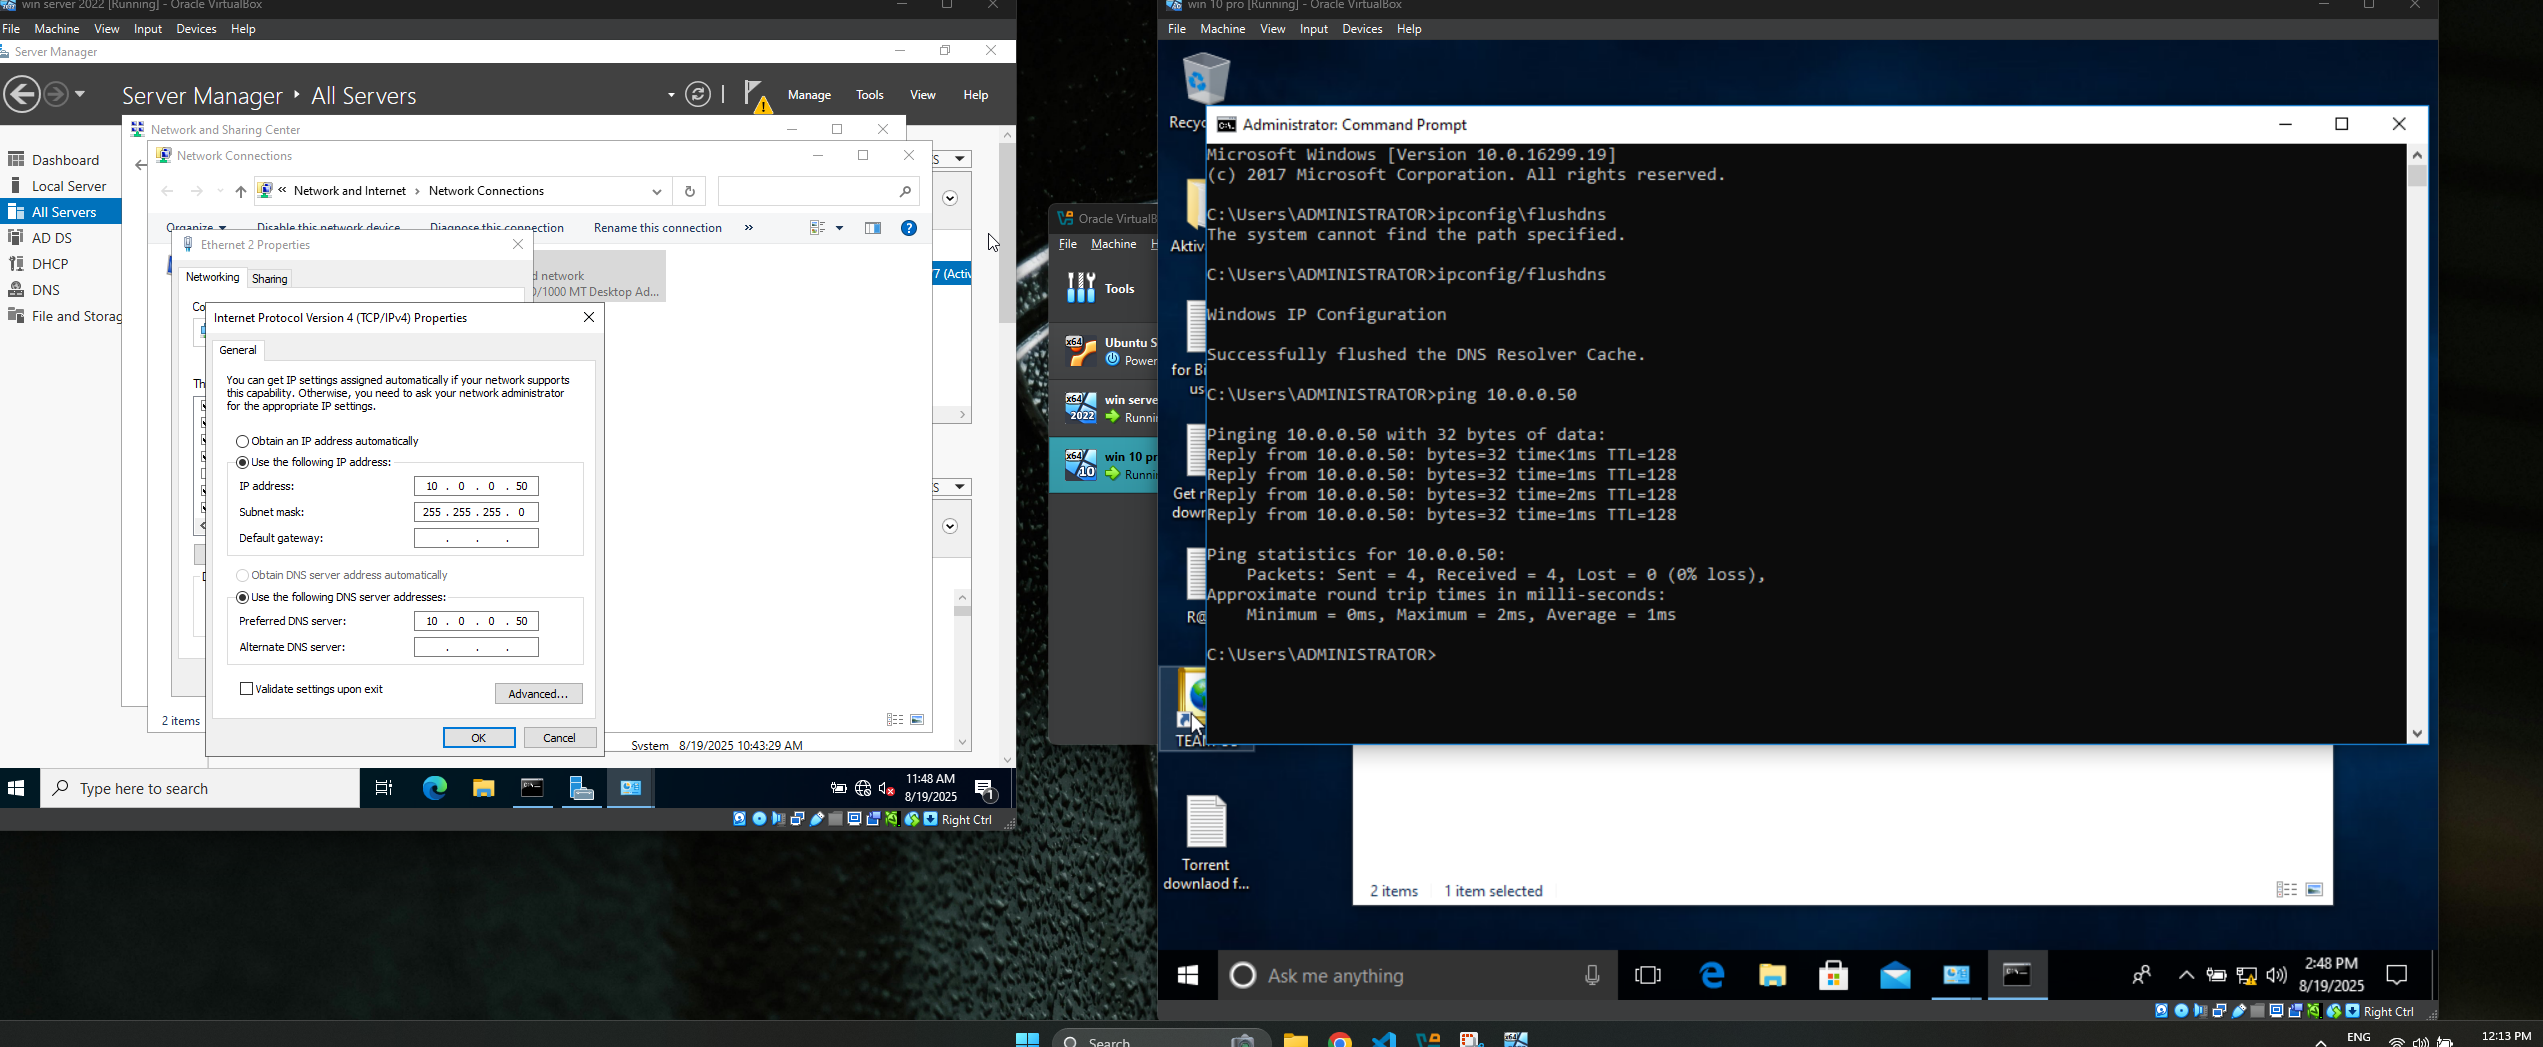 win server 2022 [Running] - Oracle VirtualBox
File Machine View Input Devices Help
Server Manager
Server Manager All Servers
Manage Tools View Help
Dashboard
Local Server
All Servers
AD DS
DHCP
DNS
File and Storag
Network and Sharing Center
Network Connections
« Network and Internet › Network Connections
Organize Disable this network device Diagnose this connection Rename this connection »
Ethernet 2 Properties
Networking Sharing
d network
0/1000 MT Desktop Ad...
7 (Activ
Co
Th
Internet Protocol Version 4 (TCP/IPv4) Properties
General
You can get IP settings assigned automatically if your network supports
this capability. Otherwise, you need to ask your network administrator
for the appropriate IP settings.
Obtain an IP address automatically
Use the following IP address:
IP address: 10 . 0 . 0 . 50
Subnet mask: 255 . 255 . 255 . 0
Default gateway: . . .
Obtain DNS server address automatically
Use the following DNS server addresses:
Preferred DNS server: 10 . 0 . 0 . 50
Alternate DNS server: . . .
Validate settings upon exit
Advanced...
OK Cancel
2 items
System 8/19/2025 10:43:29 AM
Type here to search
11:48 AM
8/19/2025
1
Right Ctrl
Oracle VirtualB
File Machine H
Tools
x64
Ubuntu S
Power
x64
2022
win serve
Runni
x64
10
win 10 pr
Runnin
win 10 pro [Running] - Oracle VirtualBox
File Machine View Input Devices Help
Recyc
Aktiv
for Bi
us
Get r
dowr
R@
TEAM
Torrent
downlaod f...
Administrator: Command Prompt
Microsoft Windows [Version 10.0.16299.19]
(c) 2017 Microsoft Corporation. All rights reserved.
C:\Users\ADMINISTRATOR>ipconfig\flushdns
The system cannot find the path specified.
C:\Users\ADMINISTRATOR>ipconfig/flushdns
Windows IP Configuration
Successfully flushed the DNS Resolver Cache.
C:\Users\ADMINISTRATOR>ping 10.0.0.50
Pinging 10.0.0.50 with 32 bytes of data:
Reply from 10.0.0.50: bytes=32 time<1ms TTL=128
Reply from 10.0.0.50: bytes=32 time=1ms TTL=128
Reply from 10.0.0.50: bytes=32 time=2ms TTL=128
Reply from 10.0.0.50: bytes=32 time=1ms TTL=128
Ping statistics for 10.0.0.50:
Packets: Sent = 4, Received = 4, Lost = 0 (0% loss),
Approximate round trip times in milli-seconds:
Minimum = 0ms, Maximum = 2ms, Average = 1ms
C:\Users\ADMINISTRATOR>
2 items 1 item selected
Ask me anything
2:48 PM
8/19/2025
Right Ctrl
Search
ENG
12:13 PM